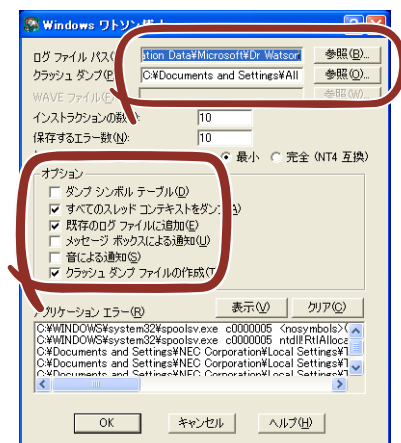 Windows ワトソン博士
ログ ファイル パス(
ation Data¥Microsoft¥Dr Watson
参照(B)...
クラッシュ ダンプ(P
C:¥Documents and Settings¥All
参照(O)...
WAVE ファイル(
参照(W)...
インストラクションの数
10
保存するエラー数(N):
10
最小
完全 (NT4 互換)
オプション
ダンプ シンボル テーブル(D)
すべてのスレッド コンテキストをダンプ(A)
既存のログ ファイルに追加(E)
メッセージ ボックスによる通知(U)
音による通知(S)
クラッシュ ダンプ ファイルの作成(T
アプリケーション エラー(R)
表示(V)
クリア(C)
C:¥WINDOWS¥system32¥spoolsv.exe c0000005 <nosymbols>(
C:¥WINDOWS¥system32¥spoolsv.exe c0000005 ntdll!RtlAlloca
C:¥Documents and Settings¥NEC Corporation¥Local Settings¥T
C:¥Documents and Settings¥NEC Corporation¥Local Settings¥T
C:¥Documents and Settings¥NEC Corporation¥Local Settings¥T
OK
キャンセル
ヘルプ(H)